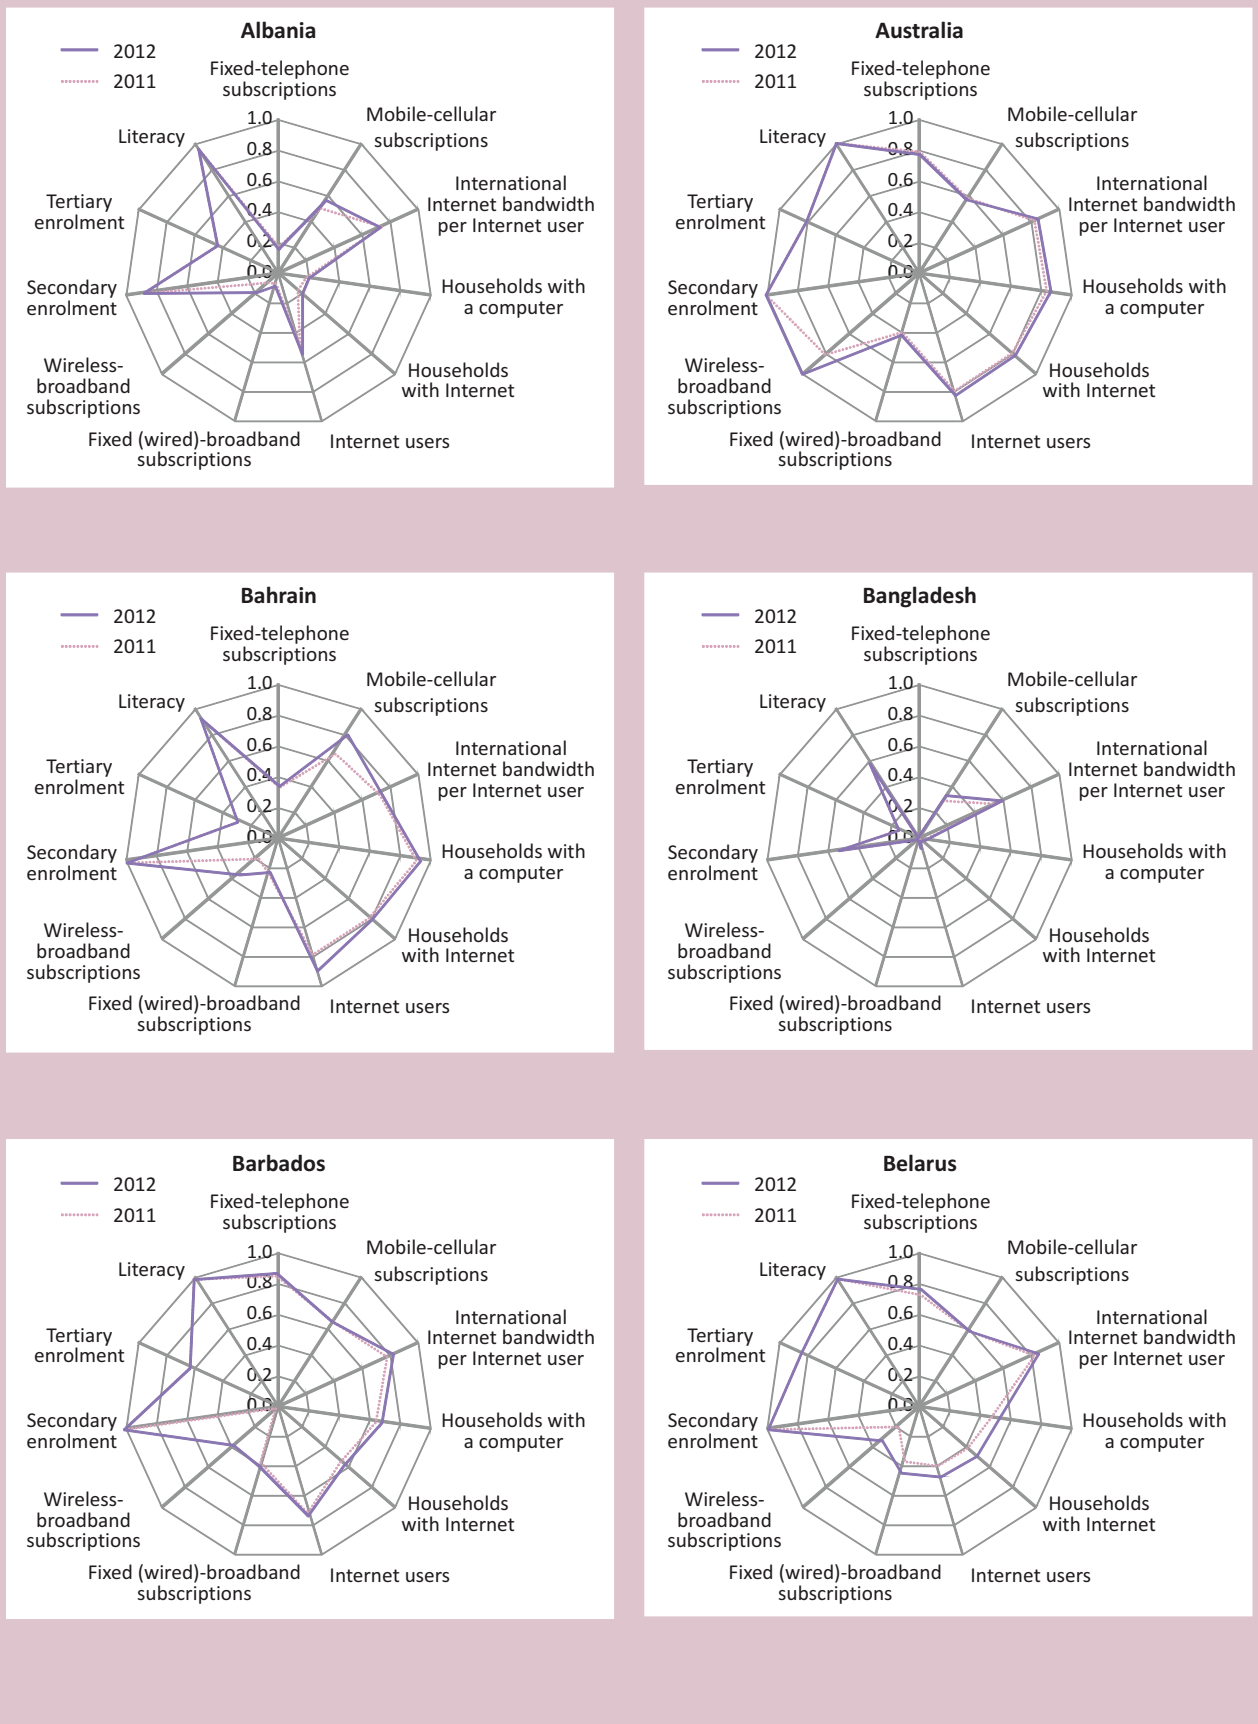 Albania
2012
2011
Fixed-telephone
subscriptions
Mobile-cellular
subscriptions
International
Internet bandwidth
per Internet user
Households with
a computer
Households
with Internet
Internet users
Fixed (wired)-broadband
subscriptions
Wireless-
broadband
subscriptions
Secondary
enrolment
Tertiary
enrolment
Literacy
1.0
0.8
0.6
0.4
0.2
0.0
Australia
2012
2011
Fixed-telephone
subscriptions
Mobile-cellular
subscriptions
International
Internet bandwidth
per Internet user
Households with
a computer
Households
with Internet
Internet users
Fixed (wired)-broadband
subscriptions
Wireless-
broadband
subscriptions
Secondary
enrolment
Tertiary
enrolment
Literacy
1.0
0.8
0.6
0.4
0.2
0.0
Bahrain
2012
2011
Fixed-telephone
subscriptions
Mobile-cellular
subscriptions
International
Internet bandwidth
per Internet user
Households with
a computer
Households
with Internet
Internet users
Fixed (wired)-broadband
subscriptions
Wireless-
broadband
subscriptions
Secondary
enrolment
Tertiary
enrolment
Literacy
1.0
0.8
0.6
0.4
0.2
0.0
Bangladesh
2012
2011
Fixed-telephone
subscriptions
Mobile-cellular
subscriptions
International
Internet bandwidth
per Internet user
Households with
a computer
Households
with Internet
Internet users
Fixed (wired)-broadband
subscriptions
Wireless-
broadband
subscriptions
Secondary
enrolment
Tertiary
enrolment
Literacy
1.0
0.8
0.6
0.4
0.2
0.0
Barbados
2012
2011
Fixed-telephone
subscriptions
Mobile-cellular
subscriptions
International
Internet bandwidth
per Internet user
Households with
a computer
Households
with Internet
Internet users
Fixed (wired)-broadband
subscriptions
Wireless-
broadband
subscriptions
Secondary
enrolment
Tertiary
enrolment
Literacy
1.0
0.8
0.6
0.4
0.2
0.0
Belarus
2012
2011
Fixed-telephone
subscriptions
Mobile-cellular
subscriptions
International
Internet bandwidth
per Internet user
Households with
a computer
Households
with Internet
Internet users
Fixed (wired)-broadband
subscriptions
Wireless-
broadband
subscriptions
Secondary
enrolment
Tertiary
enrolment
Literacy
1.0
0.8
0.6
0.4
0.2
0.0